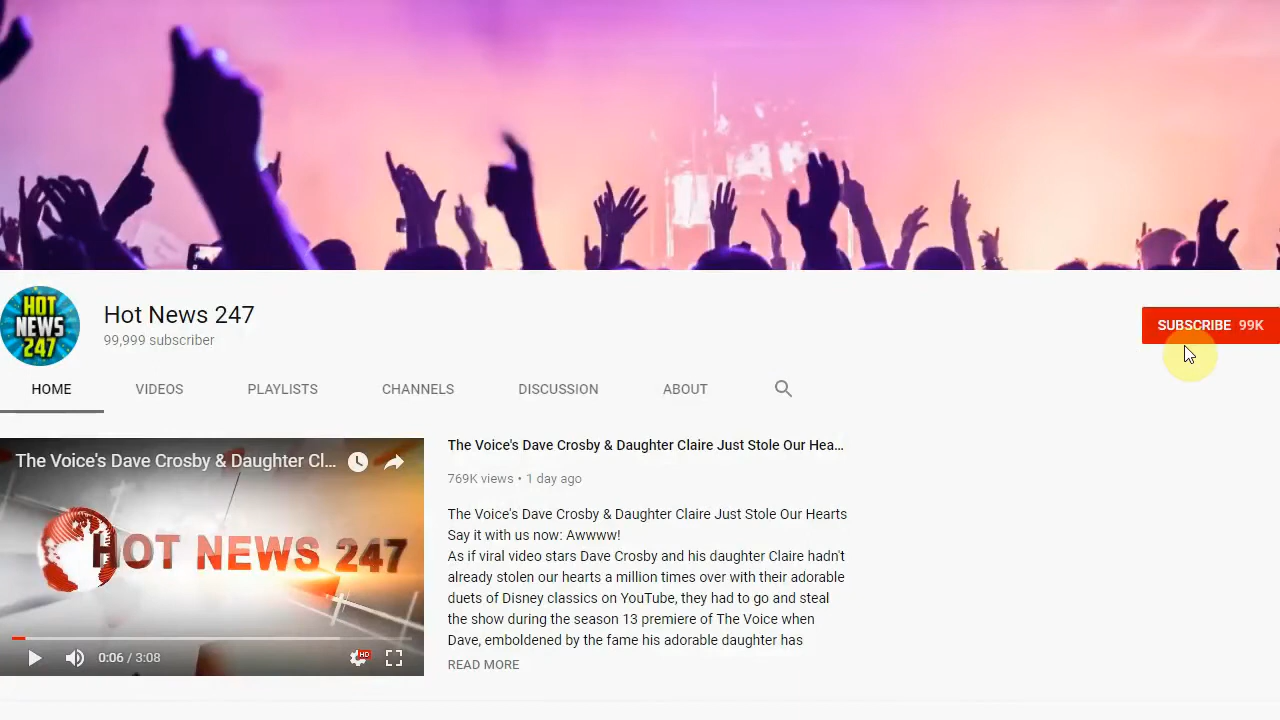 HOT
NEWS
247
Hot News 247
99,999 subscriber
SUBSCRIBE 99K
HOME VIDEOS PLAYLISTS CHANNELS DISCUSSION ABOUT
The Voice's Dave Crosby & Daughter Cl...
HOT NEWS 247
0:06 / 3:08
HD
The Voice's Dave Crosby & Daughter Claire Just Stole Our Hea...
769K views • 1 day ago
The Voice's Dave Crosby & Daughter Claire Just Stole Our Hearts
Say it with us now: Awwww!
As if viral video stars Dave Crosby and his daughter Claire hadn't
already stolen our hearts a million times over with their adorable
duets of Disney classics on YouTube, they had to go and steal
the show during the season 13 premiere of The Voice when
Dave, emboldened by the fame his adorable daughter has
READ MORE